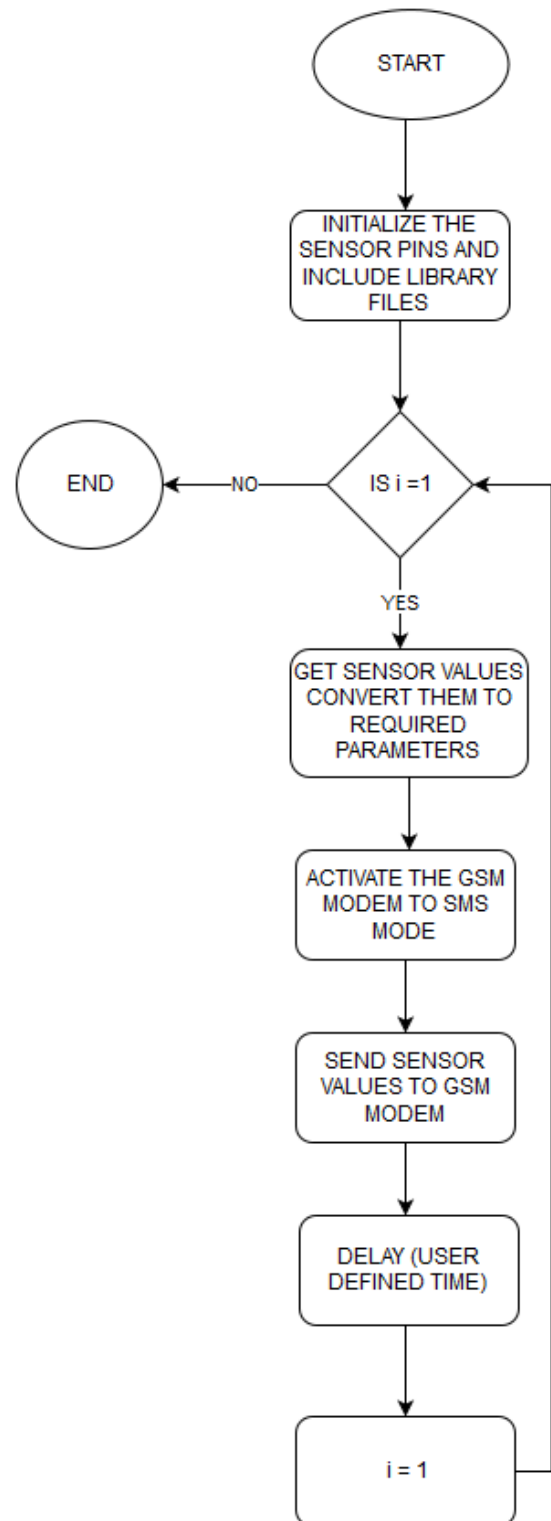 START
INITIALIZE THE
SENSOR PINS AND
INCLUDE LIBRARY
FILES
END
NO
IS i =1
YES
GET SENSOR VALUES
CONVERT THEM TO
REQUIRED
PARAMETERS
ACTIVATE THE GSM
MODEM TO SMS
MODE
SEND SENSOR
VALUES TO GSM
MODEM
DELAY (USER
DEFINED TIME)
i = 1